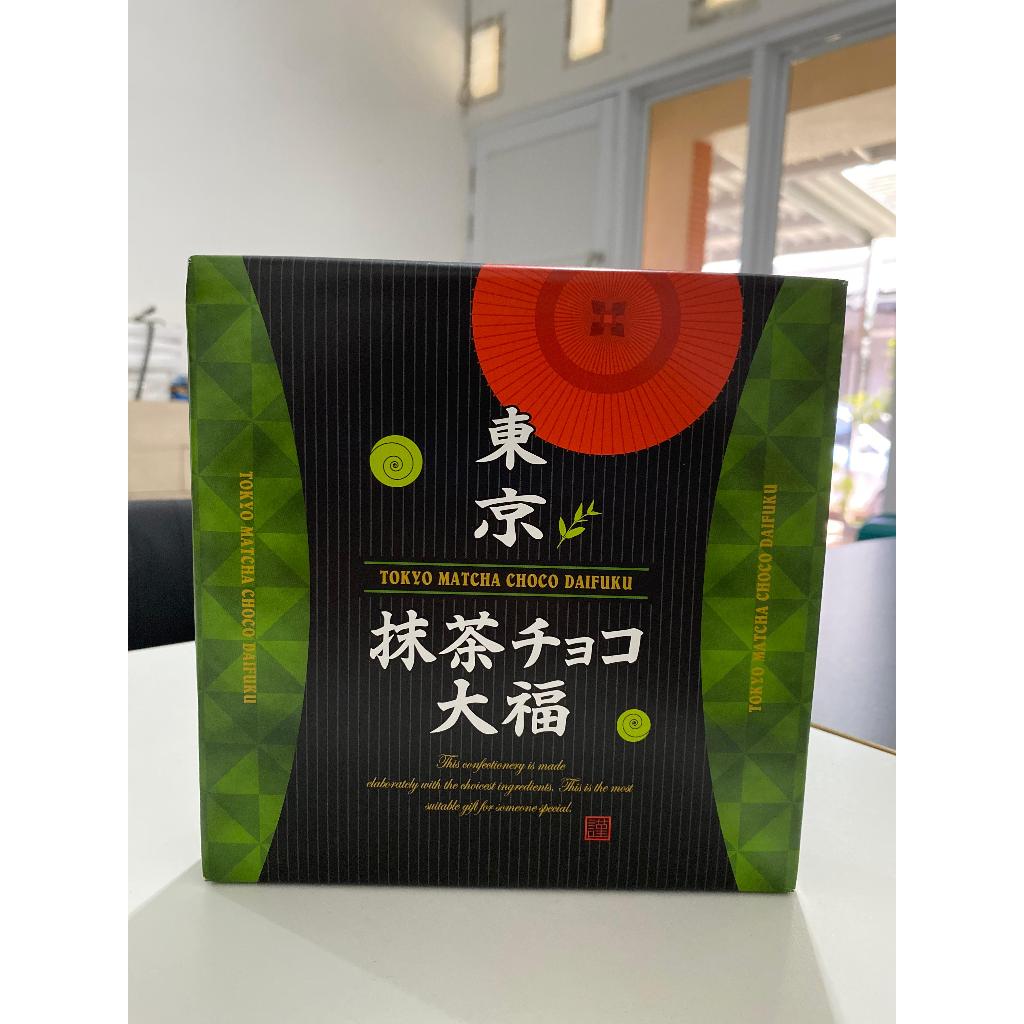 東
京
TOKYO MATCHA CHOCO DAIFUKU
抹茶チョコ
大福
This confectionery is made
elaborately with the choicest ingredients. This is the most
suitable gift for someone special.
謹
TOKYO MATCHA CHOCO DAIFUKU
TOKYO MATCHA CHOCO DAIFUKU